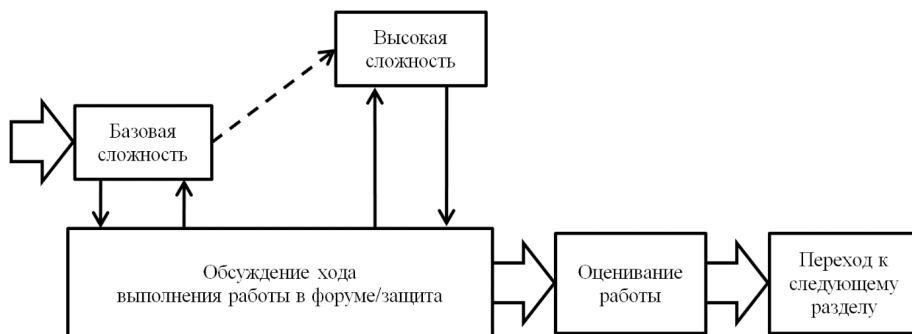 Высокая
сложность
Базовая
сложность
Обсуждение хода
выполнения работы в форуме/защита
Оценивание
работы
Переход к
следующему
разделу